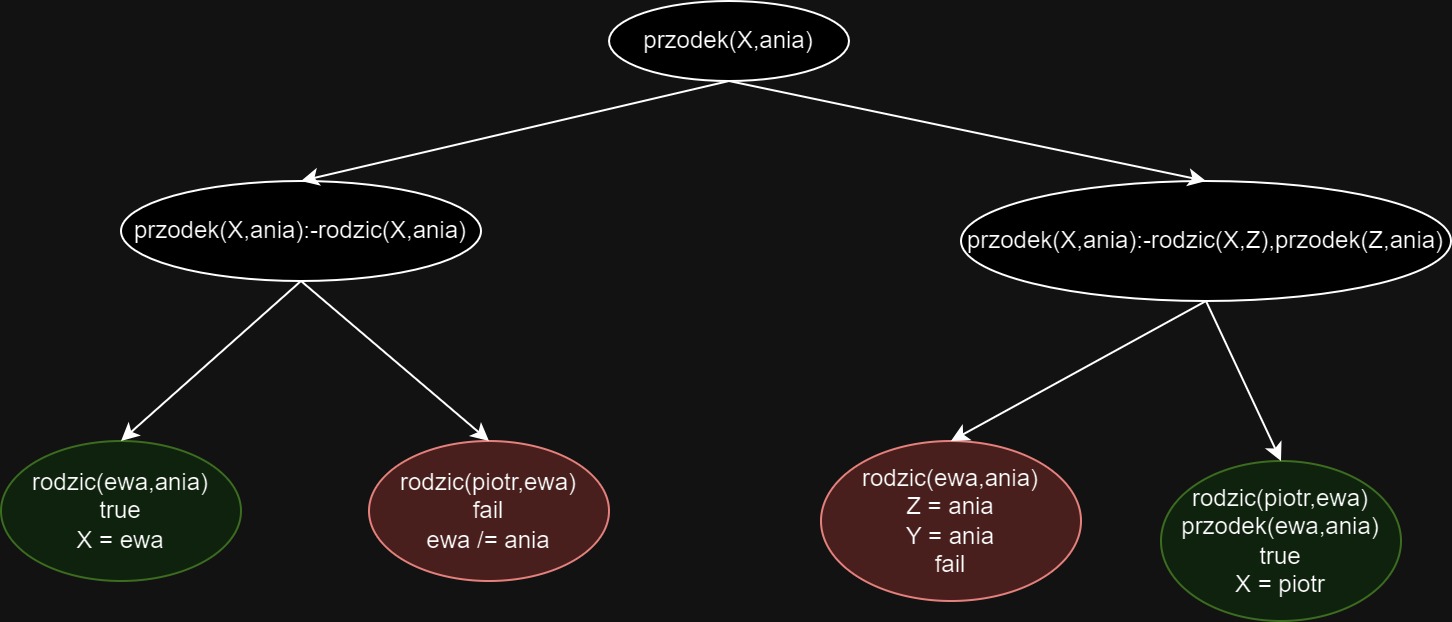 przodek(X,ania)
przodek(X,ania):-rodzic(X,ania)
przodek(X,ania):-rodzic(X,Z),przodek(Z,ania)
rodzic(ewa,ania)
true
X = ewa
rodzic(piotr,ewa)
fail
ewa /= ania
rodzic(ewa,ania)
Z = ania
Y = ania
fail
rodzic(piotr,ewa)
przodek(ewa,ania)
true
X = piotr